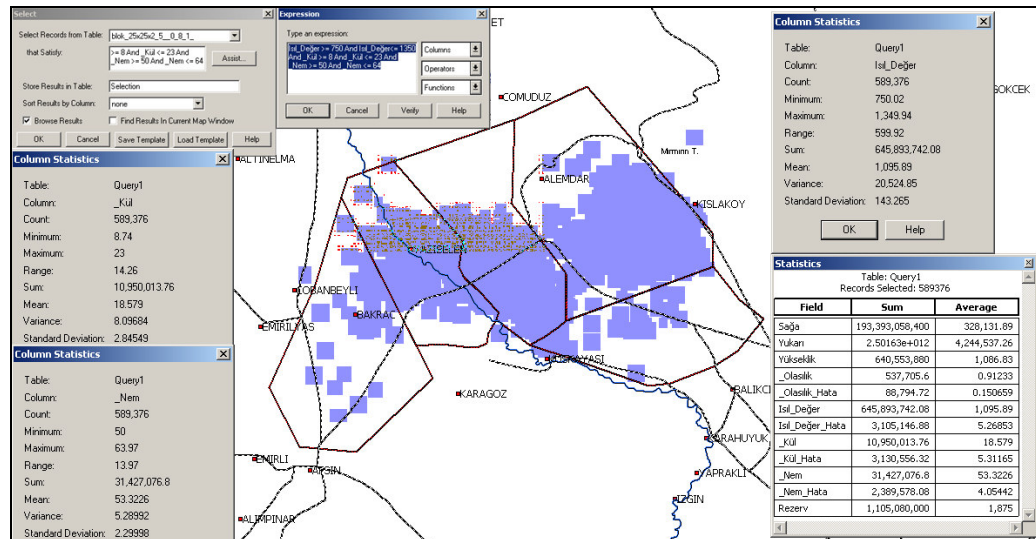 Select
Select Records from Table: blok_25x25x2_5__0_8_1_
that Satisfy: >= 8 And _Kül <= 23 And
_Nem >= 50 And _Nem <= 64
Assist...
Store Results in Table: Selection
Sort Results by Column: none
Browse Results Find Results In Current Map Window
OK Cancel Save Template Load Template Help
Expression
Type an expression:
Isıl_Değer >= 750 And Isıl_Değer <= 1350
And _Kül >= 8 And _Kül <= 23 And
_Nem >= 50 And _Nem <= 64
Columns
Operators
Functions
OK Cancel Verify Help
Column Statistics
Table: Query1
Column: Isıl_Değer
Count: 589,376
Minimum: 750.02
Maximum: 1,349.94
Range: 599.92
Sum: 645,893,742.08
Mean: 1,095.89
Variance: 20,524.85
Standard Deviation: 143.265
OK Help
Column Statistics
Table: Query1
Column: _Kül
Count: 589,376
Minimum: 8.74
Maximum: 23
Range: 14.26
Sum: 10,950,013.76
Mean: 18.579
Variance: 8.09684
Standard Deviation: 2.84549
Column Statistics
Table: Query1
Column: _Nem
Count: 589,376
Minimum: 50
Maximum: 63.97
Range: 13.97
Sum: 31,427,076.8
Mean: 53.3226
Variance: 5.28992
Standard Deviation: 2.29998
Statistics
Table: Query1
Records Selected: 589376
Field Sum Average
Sağa 193,393,058,400 328,131.89
Yukarı 2.50163e+012 4,244,537.26
Yükseklik 640,553,880 1,086.83
_Olasılık 537,705.6 0.91233
_Olasılık_Hata 88,794.72 0.150659
Isıl_Değer 645,893,742.08 1,095.89
Isıl_Değer_Hata 3,105,146.88 5.26853
_Kül 10,950,013.76 18.579
_Kül_Hata 3,130,556.32 5.31165
_Nem 31,427,076.8 53.3226
_Nem_Hata 2,389,578.08 4.05442
Rezerv 1,105,080,000 1,875
ET
COMUDUZ
GOKCEK
Mirminn T.
ALTINELMA
ALEMDAR
KISLAKOY
COBANBEYLI
EMIRILYAS
BAKRAC
KARAGOZ
BALIKCI
KARAHUYUK
EMIRLI
AFSIN
YAPRAKLI
IZGIN
ALIMPINAR